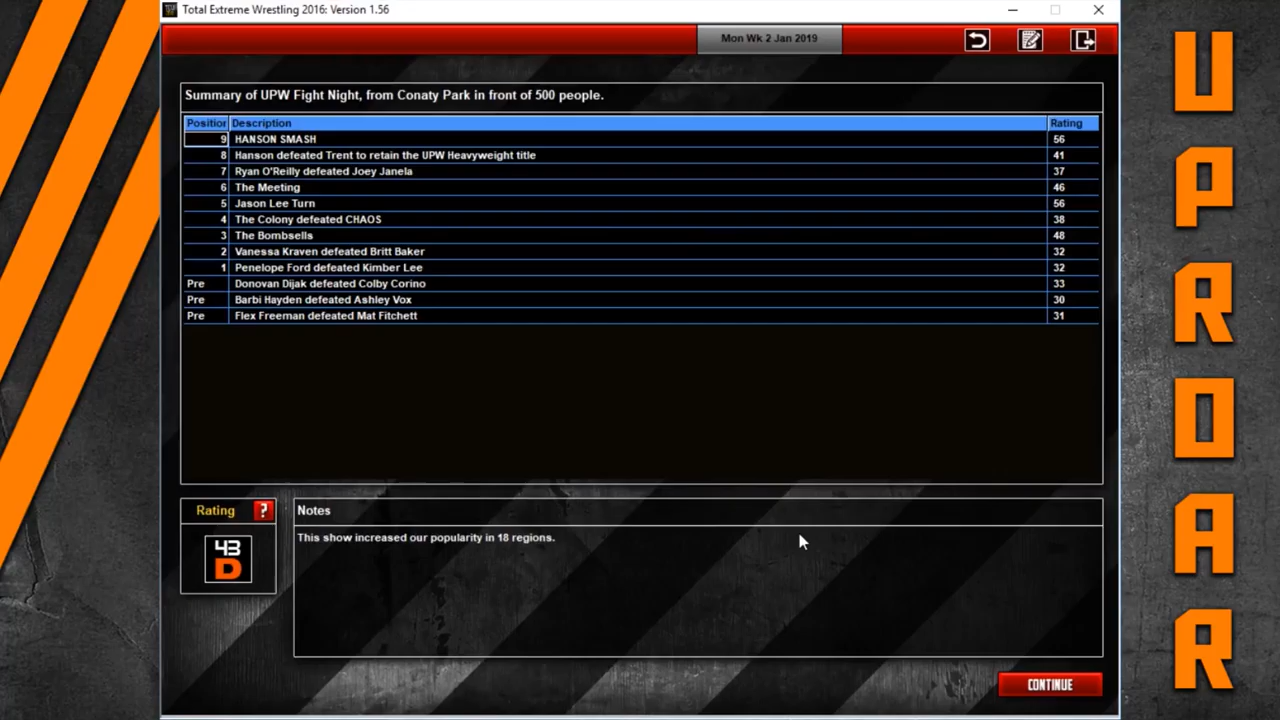 Total Extreme Wrestling 2016: Version 1.56
Mon Wk 2 Jan 2019
Summary of UPW Fight Night, from Conaty Park in front of 500 people.
Position Description Rating
9 HANSON SMASH 56
8 Hanson defeated Trent to retain the UPW Heavyweight title 41
7 Ryan O'Reilly defeated Joey Janela 37
6 The Meeting 46
5 Jason Lee Turn 56
4 The Colony defeated CHAOS 38
3 The Bombsells 48
2 Vanessa Kraven defeated Britt Baker 32
1 Penelope Ford defeated Kimber Lee 32
Pre Donovan Dijak defeated Colby Corino 33
Pre Barbi Hayden defeated Ashley Vox 30
Pre Flex Freeman defeated Mat Fitchett 31
Rating ?
43
D
Notes
This show increased our popularity in 18 regions.
CONTINUE
UPROAR